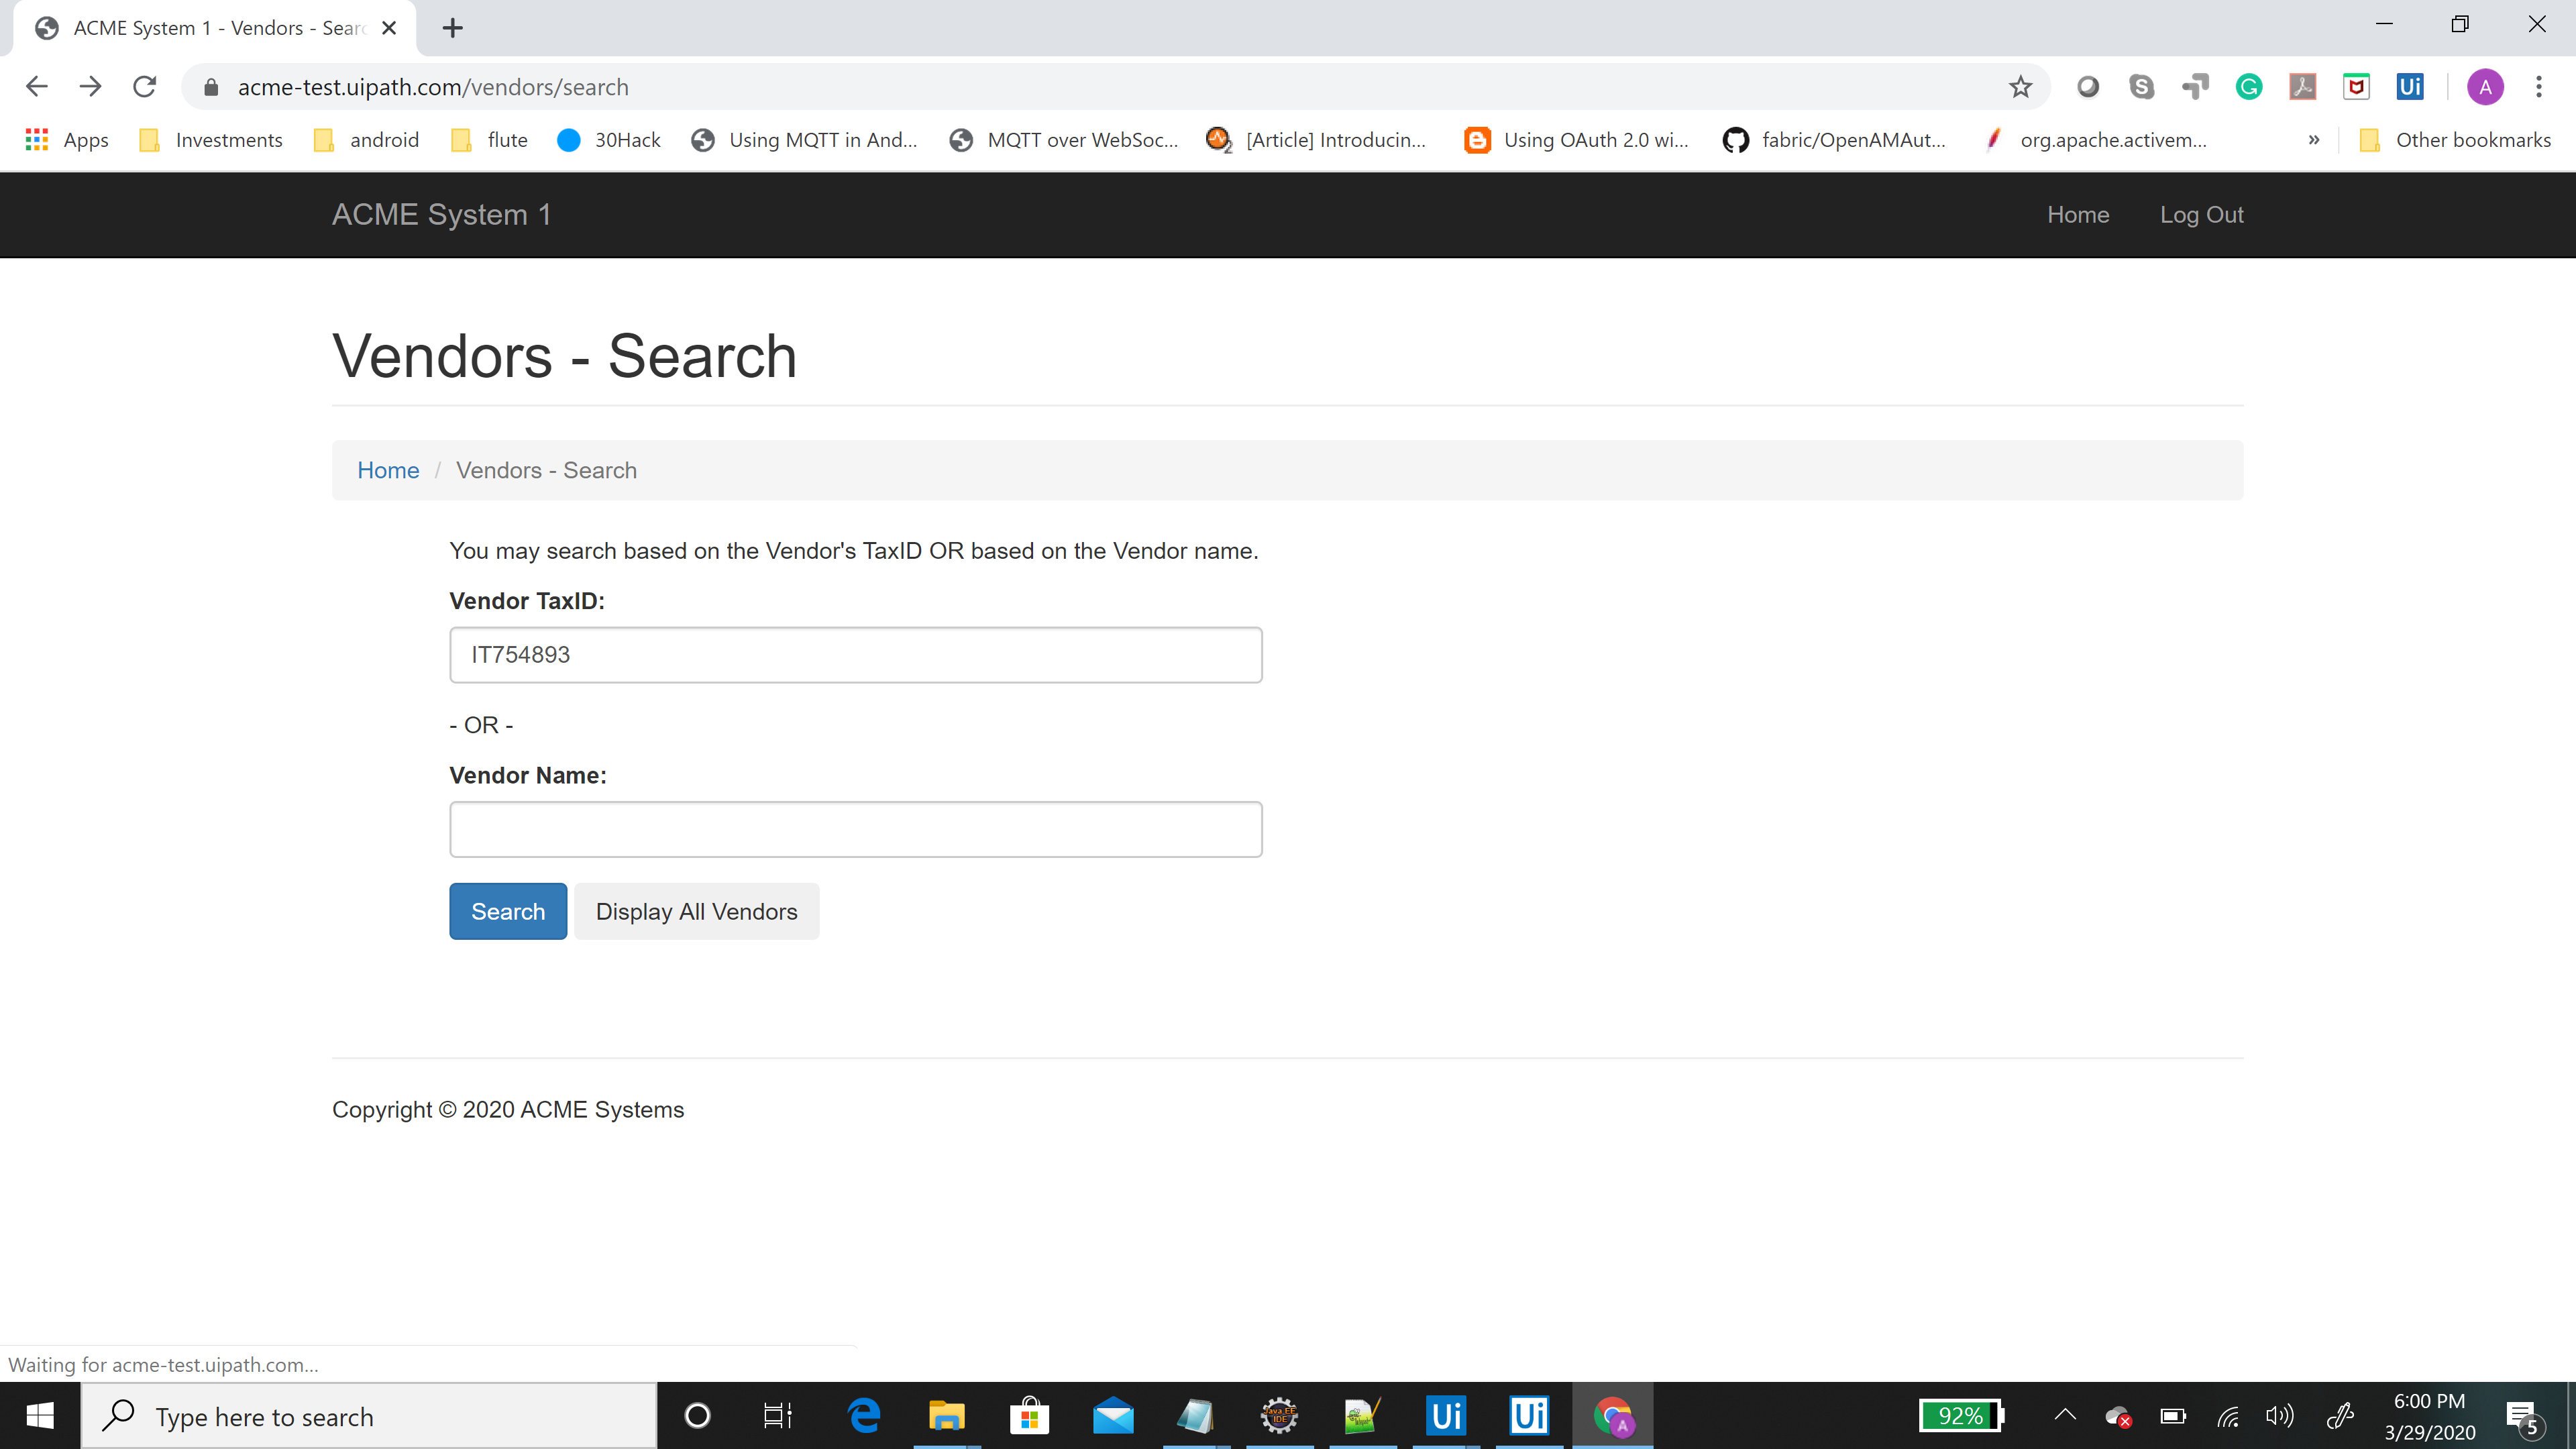 ACME System 1 - Vendors - Sear
acme-test.uipath.com/vendors/search
Apps Investments android flute 30Hack Using MQTT in And... MQTT over WebSoc... [Article] Introducin... Using OAuth 2.0 wi... fabric/OpenAMAut... org.apache.activem... » Other bookmarks
ACME System 1 Home Log Out
Vendors - Search
Home / Vendors - Search
You may search based on the Vendor's TaxID OR based on the Vendor name.
Vendor TaxID:
IT754893
- OR -
Vendor Name:
Search Display All Vendors
Copyright © 2020 ACME Systems
Waiting for acme-test.uipath.com...
Type here to search
92%
6:00 PM
3/29/2020
5